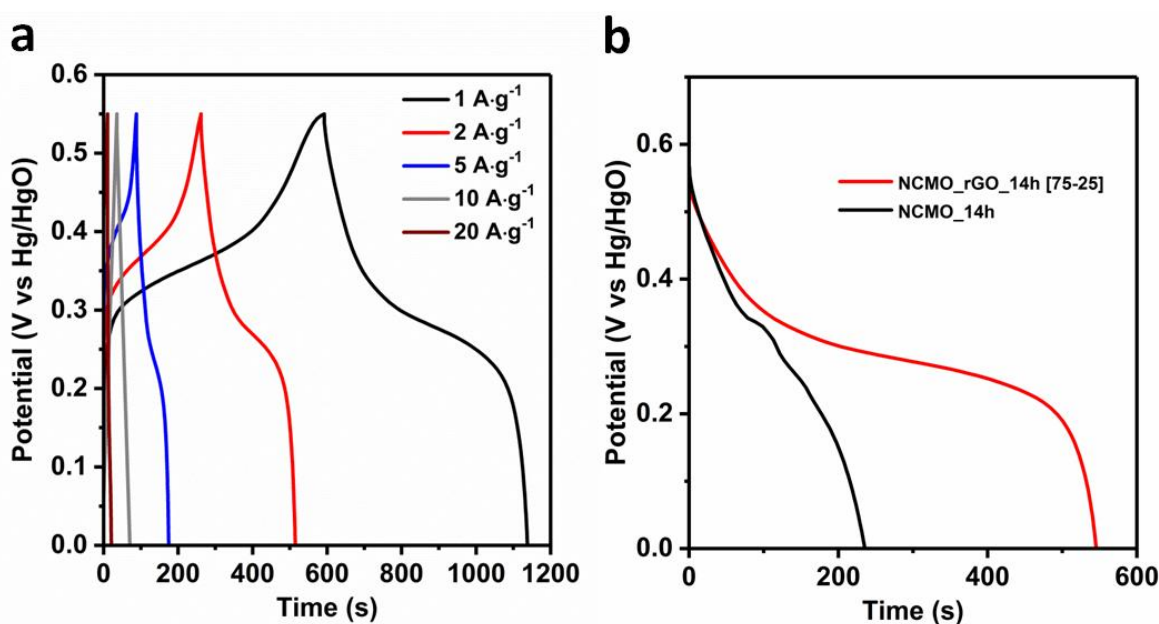 a
0.6
0.5
0.4
0.3
0.2
0.1
0.0
Potential (V vs Hg/HgO)
1 A·g⁻¹
2 A·g⁻¹
5 A·g⁻¹
10 A·g⁻¹
20 A·g⁻¹
0 200 400 600 800 1000 1200
Time (s)
b
0.6
0.4
0.2
0.0
Potential (V vs Hg/HgO)
NCMO_rGO_14h [75-25]
NCMO_14h
0 200 400 600
Time (s)